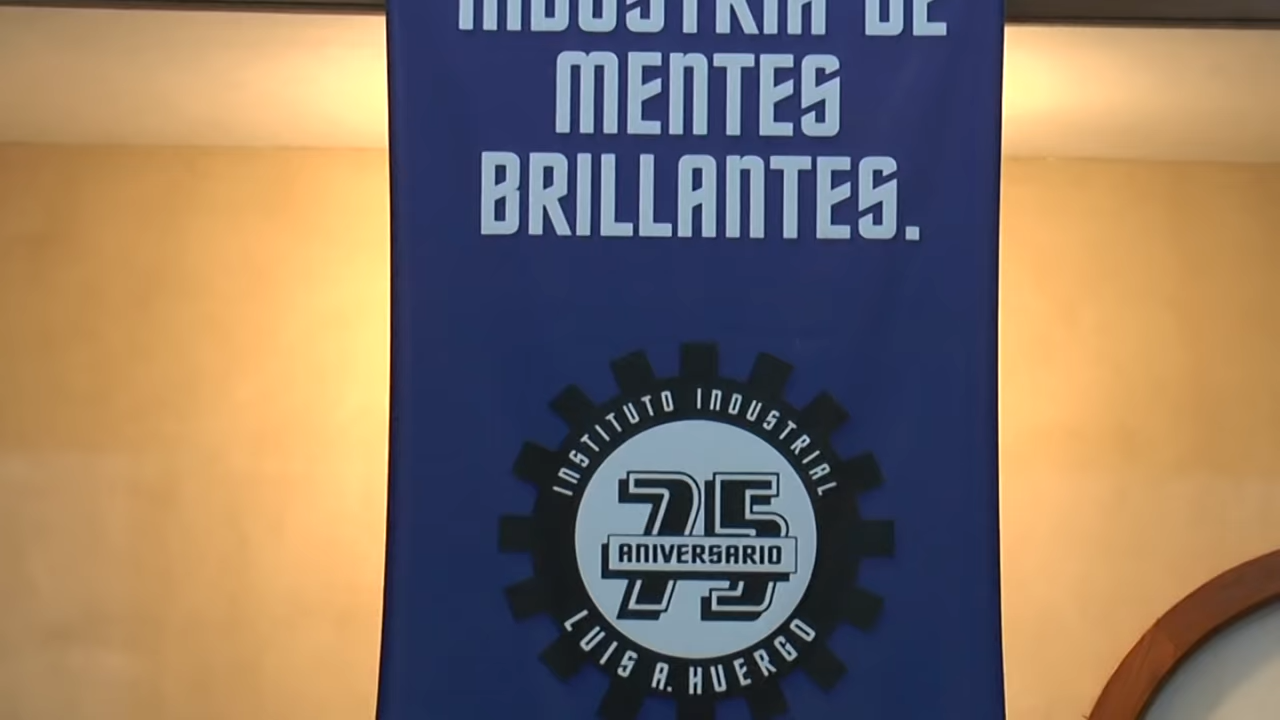 INDUSTRIA DE
MENTES
BRILLANTES.
INSTITUTO INDUSTRIAL
75
ANIVERSARIO
LUIS A. HUERGO